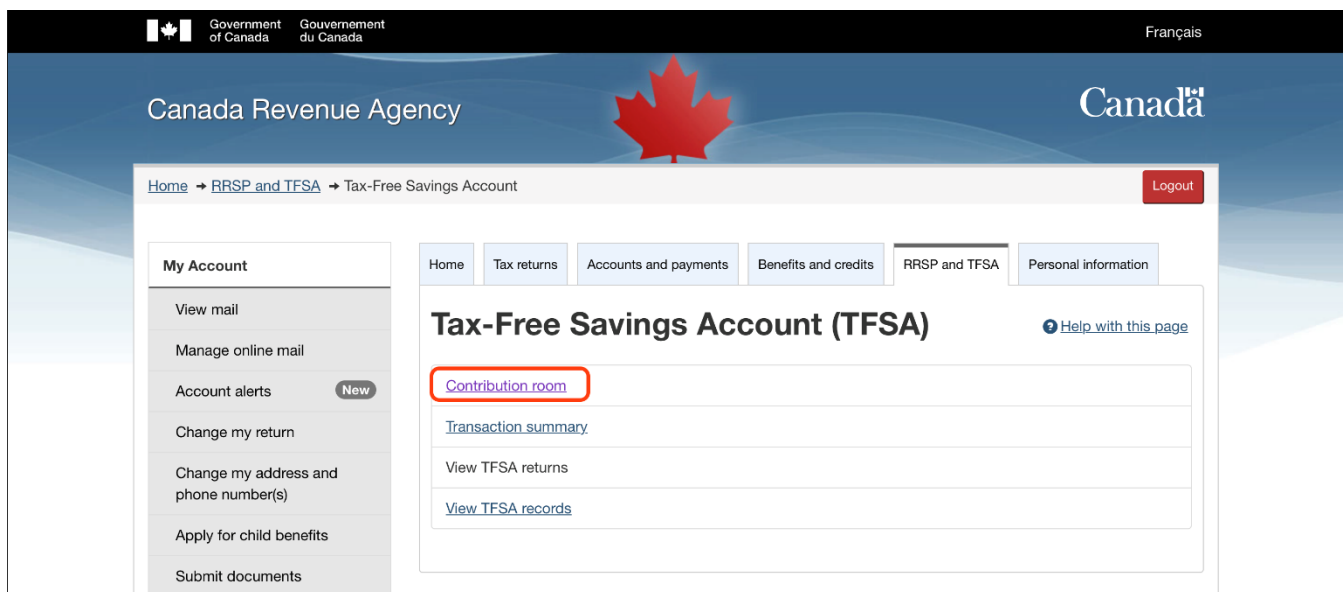 Government of Canada
Gouvernement du Canada
Français
Canada Revenue Agency
Canada
Home → RRSP and TFSA → Tax-Free Savings Account
Logout
My Account
View mail
Manage online mail
Account alerts New
Change my return
Change my address and
phone number(s)
Apply for child benefits
Submit documents
Home
Tax returns
Accounts and payments
Benefits and credits
RRSP and TFSA
Personal information
Tax-Free Savings Account (TFSA)
Help with this page
Contribution room
Transaction summary
View TFSA returns
View TFSA records